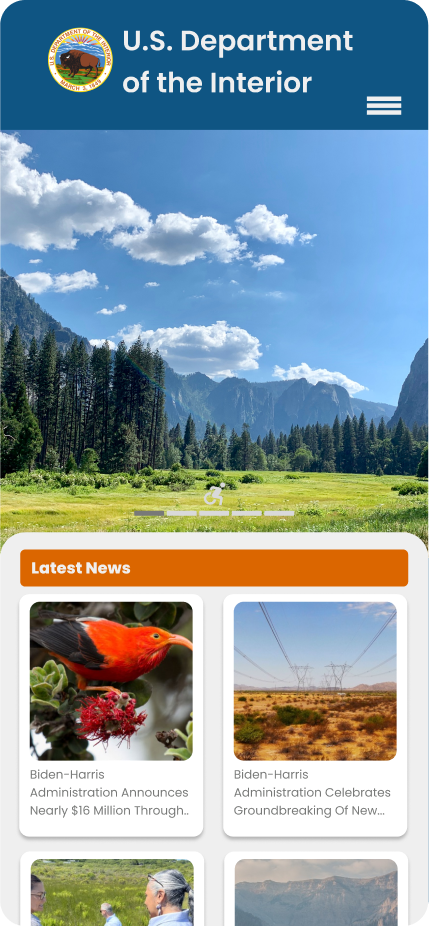 U.S. DEPARTMENT OF THE INTERIOR
MARCH 3, 1849
U.S. Department
of the Interior
Latest News
Biden-Harris
Administration Announces
Nearly $16 Million Through..
Biden-Harris
Administration Celebrates
Groundbreaking Of New...